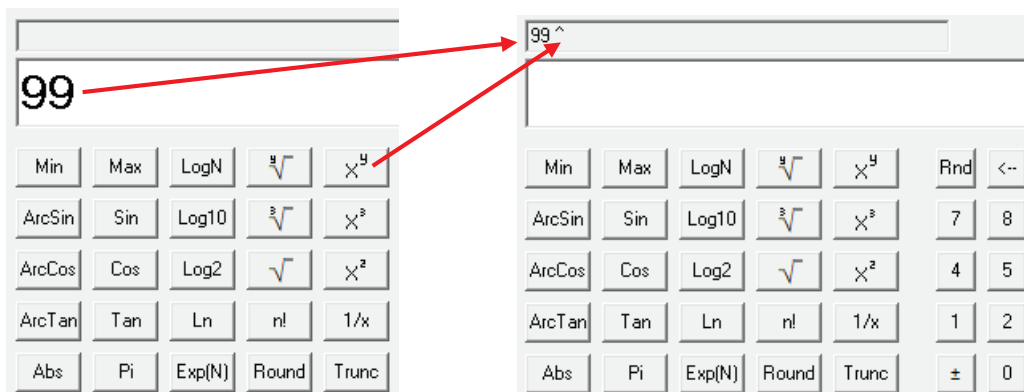 99 ^
99
Min Max LogN ʸ√ xʸ Min Max LogN ʸ√ xʸ Rnd <--
ArcSin Sin Log10 ³√ x³ ArcSin Sin Log10 ³√ x³ 7 8
ArcCos Cos Log2 √ x² ArcCos Cos Log2 √ x² 4 5
ArcTan Tan Ln n! 1/x ArcTan Tan Ln n! 1/x 1 2
Abs Pi Exp(N) Round Trunc Abs Pi Exp(N) Round Trunc ± 0